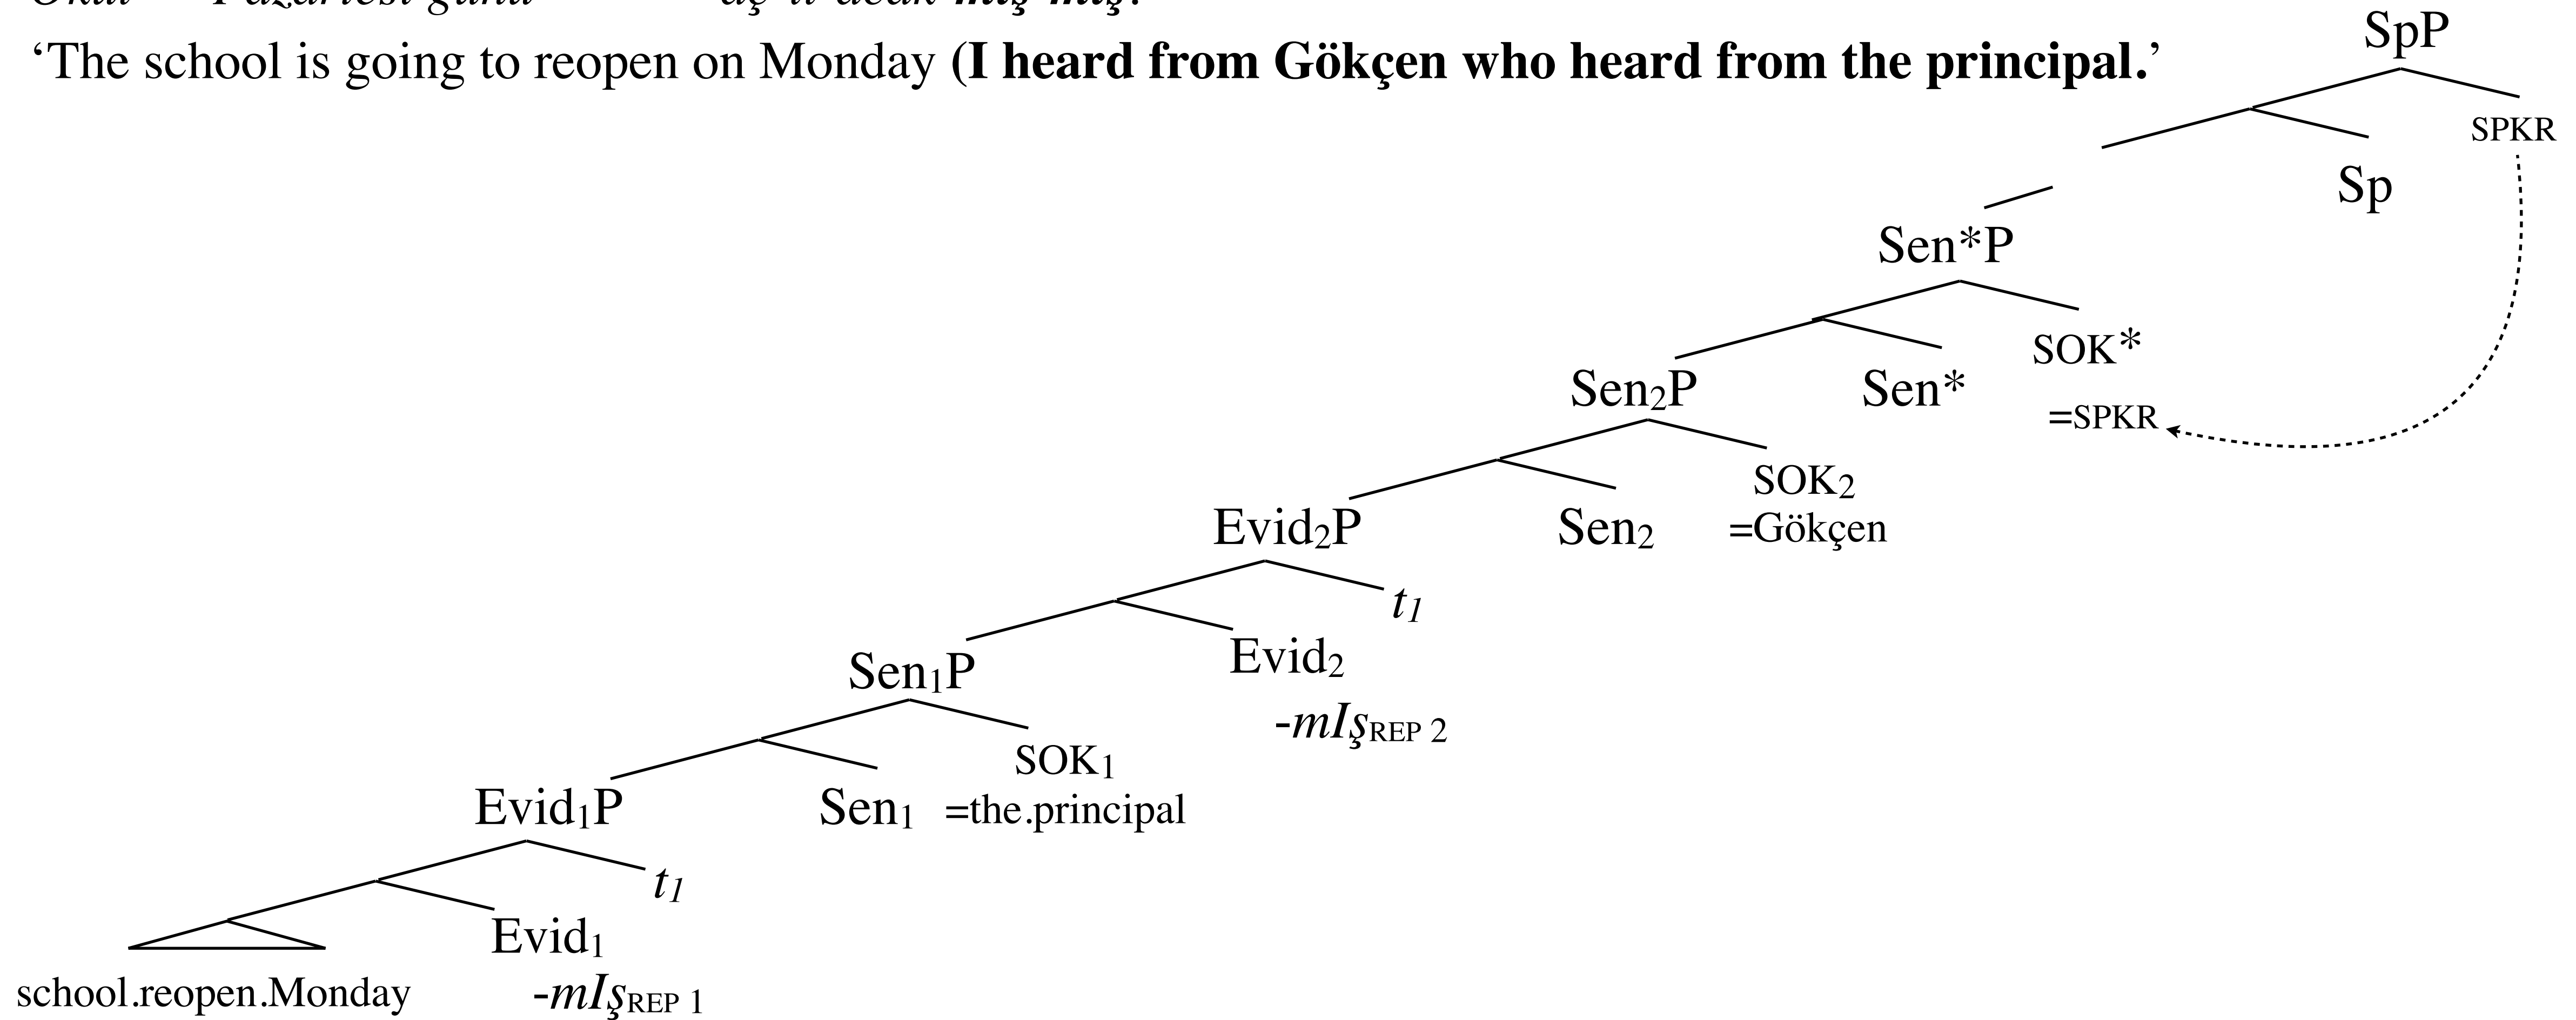 ‘The school is going to reopen on Monday (I heard from Gökçen who heard from the principal.’
SpP
SPKR
Sp
Sen*P
SOK*
Sen*
=SPKR
Sen₂P
SOK₂
Sen₂
=Gökçen
Evid₂P
t₁
Evid₂
-mIşREP 2
Sen₁P
SOK₁
Sen₁
=the.principal
Evid₁P
t₁
Evid₁
-mIşREP 1
school.reopen.Monday